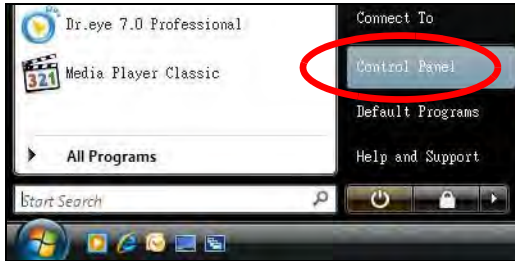 Dr.eye 7.0 Professional
321
Media Player Classic
All Programs
Start Search
Connect To
Control Panel
Default Programs
Help and Support